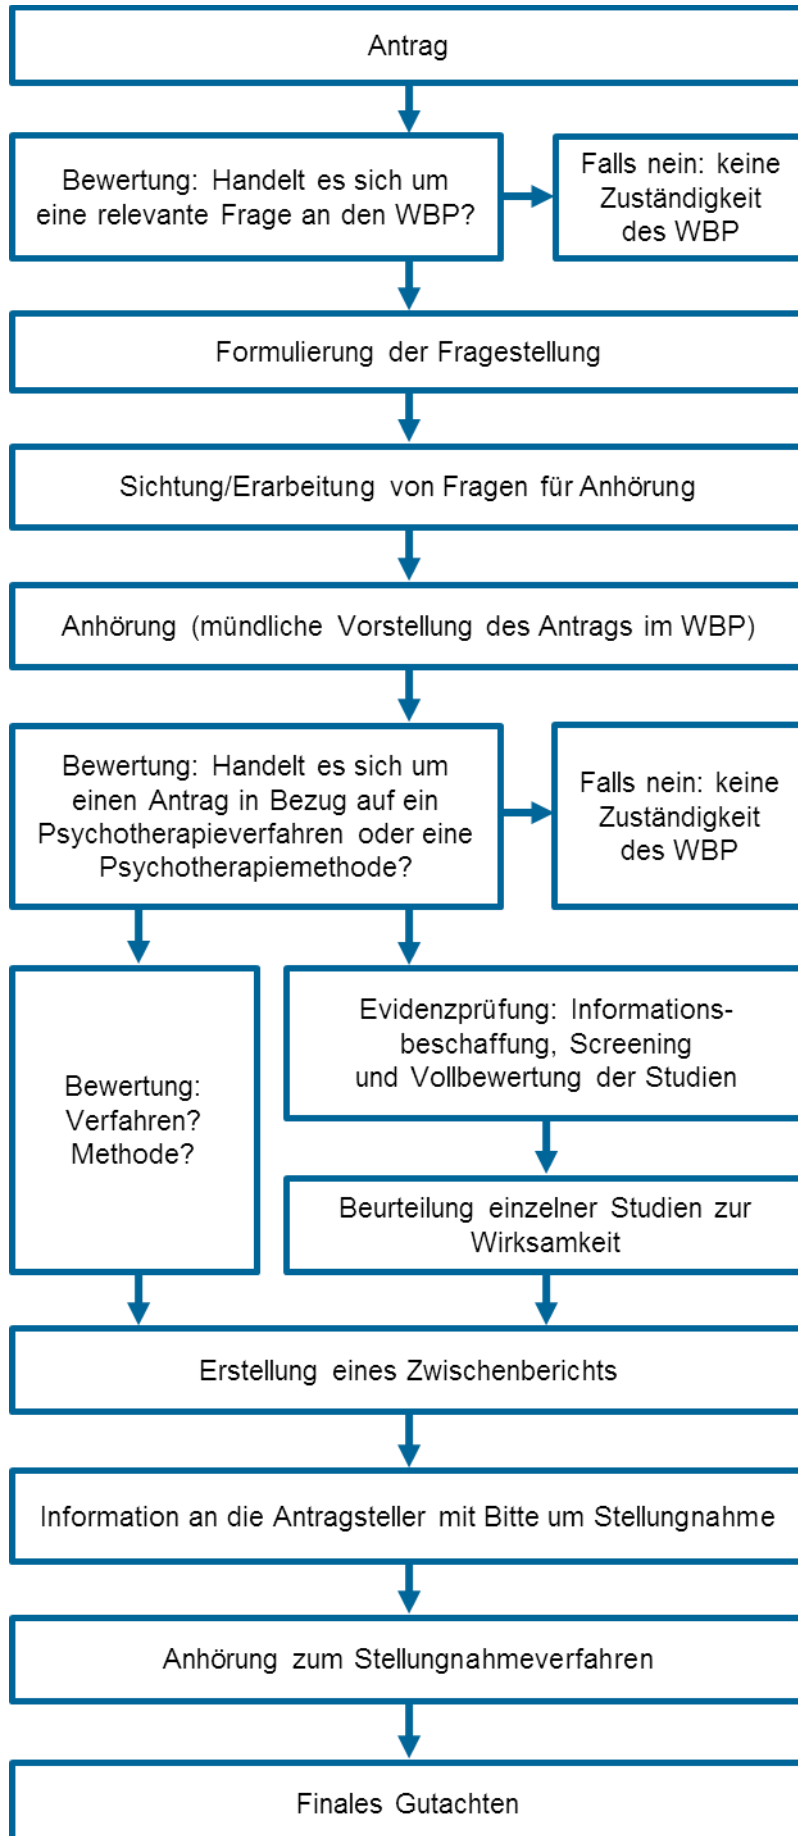 Antrag
Bewertung: Handelt es sich um
eine relevante Frage an den WBP?
Falls nein: keine
Zuständigkeit
des WBP
Formulierung der Fragestellung
Sichtung/Erarbeitung von Fragen für Anhörung
Anhörung (mündliche Vorstellung des Antrags im WBP)
Bewertung: Handelt es sich um
einen Antrag in Bezug auf ein
Psychotherapieverfahren oder eine
Psychotherapiemethode?
Falls nein: keine
Zuständigkeit
des WBP
Bewertung:
Verfahren?
Methode?
Evidenzprüfung: Informations-
beschaffung, Screening
und Vollbewertung der Studien
Beurteilung einzelner Studien zur
Wirksamkeit
Erstellung eines Zwischenberichts
Information an die Antragsteller mit Bitte um Stellungnahme
Anhörung zum Stellungnahmeverfahren
Finales Gutachten